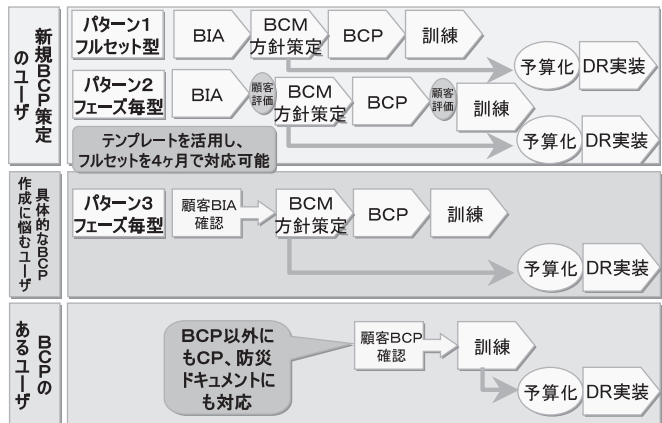 新規BCP策定
のユーザ
パターン1
フルセット型
BIA
BCM
方針策定
BCP
訓練
予算化
DR実装
パターン2
フェーズ毎型
BIA
顧客
評価
BCM
方針策定
BCP
顧客
評価
訓練
予算化
DR実装
テンプレートを活用し、
フルセットを4ヶ月で対応可能
具体的なBCP
作成に悩むユーザ
パターン3
フェーズ毎型
顧客BIA
確認
BCM
方針策定
BCP
訓練
予算化
DR実装
BCPの
あるユーザ
BCP以外に
もCP、防災
ドキュメントに
も対応
顧客BCP
確認
訓練
予算化
DR実装